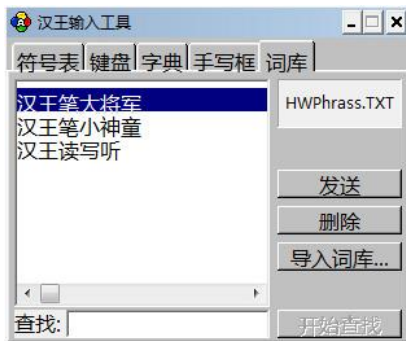 汉王输入工具
符号表 键盘 字典 手写框 词库
汉王笔大将军
汉王笔小神童
汉王读写听
HWPhrass.TXT
发送
删除
导入词库...
查找:
开始查找